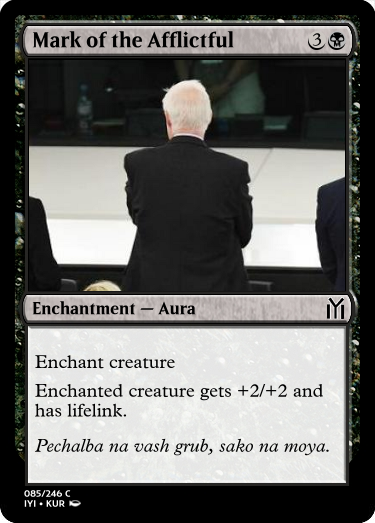 Mark of the Afflictful 3
Enchantment — Aura
Enchant creature
Enchanted creature gets +2/+2 and
has lifelink.
Pechalba na vash grub, sako na moya.
085/246 C
IYI • KUR